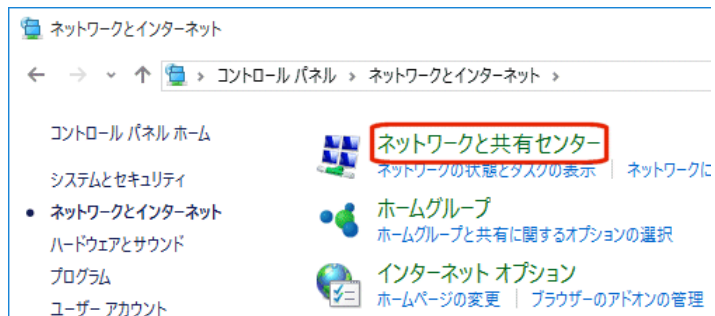 ネットワークとインターネット
コントロール パネル › ネットワークとインターネット ›
コントロール パネル ホーム
システムとセキュリティ
ネットワークとインターネット
ハードウェアとサウンド
プログラム
ユーザー アカウント
ネットワークと共有センター
ネットワークの状態とタスクの表示 | ネットワークに
ホームグループ
ホームグループと共有に関するオプションの選択
インターネット オプション
ホームページの変更 | ブラウザーのアドオンの管理